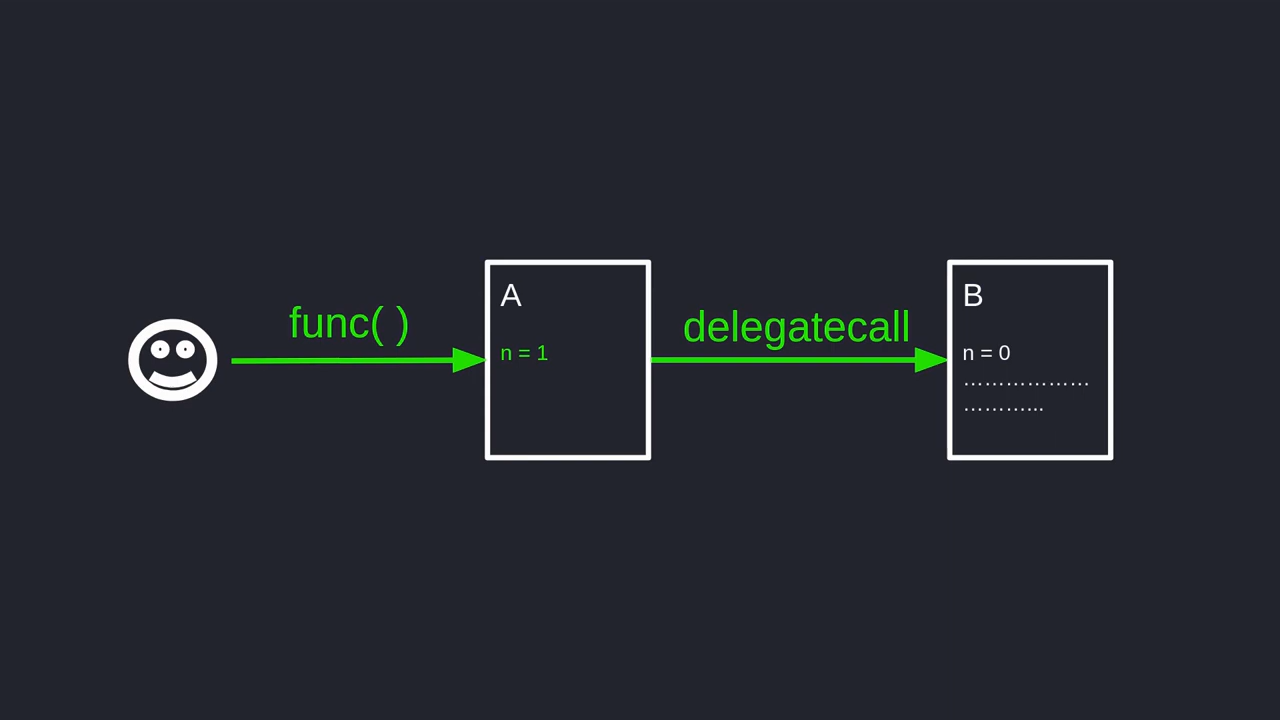 func( )
A
n = 1
delegatecall
B
n = 0
………………
………...